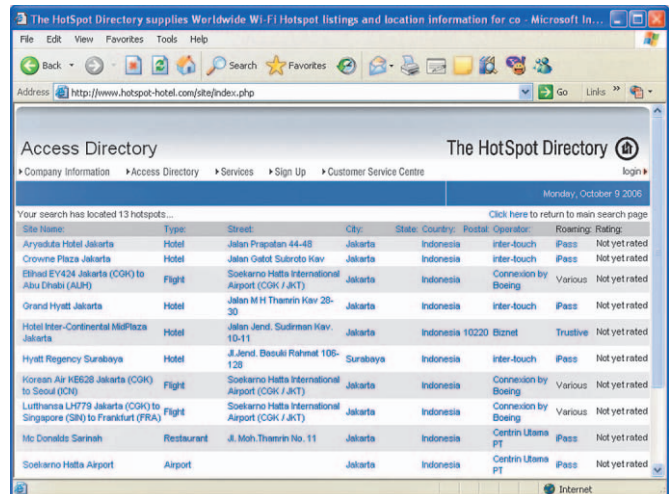 The HotSpot Directory supplies Worldwide Wi-Fi Hotspot listings and location information for co - Microsoft In...
File Edit View Favorites Tools Help
Back Search Favorites
Address http://www.hotspot-hotel.com/site/index.php Go Links »
Access Directory The HotSpot Directory
Company Information Access Directory Services Sign Up Customer Service Centre login
Monday, October 9 2006
Your search has located 13 hotspots... Click here to return to main search page
Site Name: Type: Street: City: State: Country: Postal: Operator: Roaming: Rating:
Aryaduta Hotel Jakarta Hotel Jalan Prapatan 44-48 Jakarta Indonesia inter-touch iPass Not yet rated
Crowne Plaza Jakarta Hotel Jalan Gatot Subroto Kav Jakarta Indonesia inter-touch iPass Not yet rated
Etihad EY424 Jakarta (CGK) to Abu Dhabi (AUH) Flight Soekarno Hatta International Airport (CGK / JKT) Jakarta Indonesia Connexion by Boeing Various Not yet rated
Grand Hyatt Jakarta Hotel Jalan M H Thamrin Kav 28-30 Jakarta Indonesia inter-touch iPass Not yet rated
Hotel Inter-Continental MidPlaza Jakarta Hotel Jalan Jend. Sudirman Kav. 10-11 Jakarta Indonesia 10220 Biznet Trustive Not yet rated
Hyatt Regency Surabaya Hotel Jl.Jend. Basuki Rahmat 106-128 Surabaya Indonesia inter-touch iPass Not yet rated
Korean Air KE628 Jakarta (CGK) to Seoul (ICN) Flight Soekarno Hatta International Airport (CGK / JKT) Jakarta Indonesia Connexion by Boeing Various Not yet rated
Lufthansa LH779 Jakarta (CGK) to Singapore (SIN) to Frankfurt (FRA) Flight Soekarno Hatta International Airport (CGK / JKT) Jakarta Indonesia Connexion by Boeing Various Not yet rated
Mc Donalds Sarinah Restaurant Jl. Moh.Thamrin No. 11 Jakarta Indonesia Centrin Utama PT iPass Not yet rated
Soekarno Hatta Airport Airport Jakarta Indonesia Centrin Utama PT iPass Not yet rated
Internet